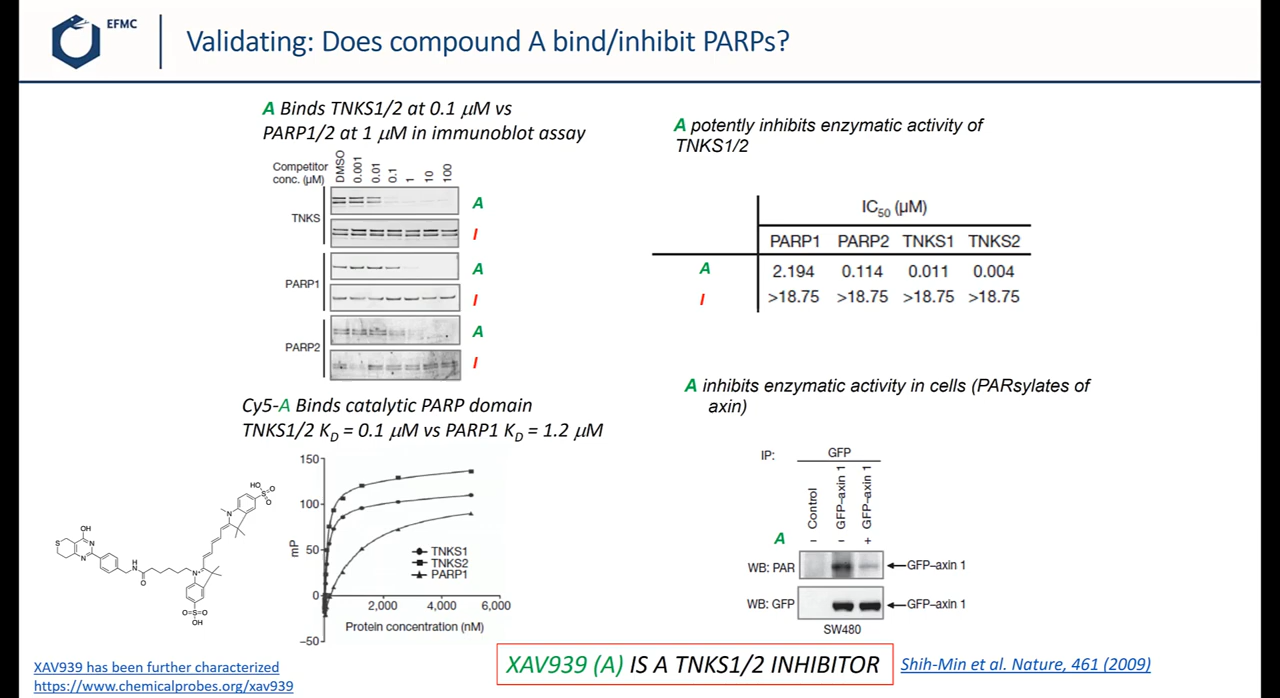 EFMC
Validating: Does compound A bind/inhibit PARPs?
A Binds TNKS1/2 at 0.1 µM vs
PARP1/2 at 1 µM in immunoblot assay
Competitor
conc. (µM)
DMSO
0.001
0.01
0.1
1
10
100
TNKS
A
I
PARP1
A
I
PARP2
A
I
Cy5-A Binds catalytic PARP domain
TNKS1/2 KD = 0.1 µM vs PARP1 KD = 1.2 µM
OH
S
N
N
H
N
O
N+
N
HO
S
O
O
O=S=O
OH
150
100
50
0
−50
mP
2,000
4,000
6,000
Protein concentration (nM)
TNKS1
TNKS2
PARP1
A potently inhibits enzymatic activity of
TNKS1/2
IC50 (µM)
PARP1 PARP2 TNKS1 TNKS2
A 2.194 0.114 0.011 0.004
I >18.75 >18.75 >18.75 >18.75
A inhibits enzymatic activity in cells (PARsylates of
axin)
IP:
GFP
Control
GFP–axin 1
GFP–axin 1
A − − +
WB: PAR
GFP–axin 1
WB: GFP
GFP–axin 1
SW480
XAV939 (A) IS A TNKS1/2 INHIBITOR
Shih-Min et al. Nature, 461 (2009)
XAV939 has been further characterized
https://www.chemicalprobes.org/xav939